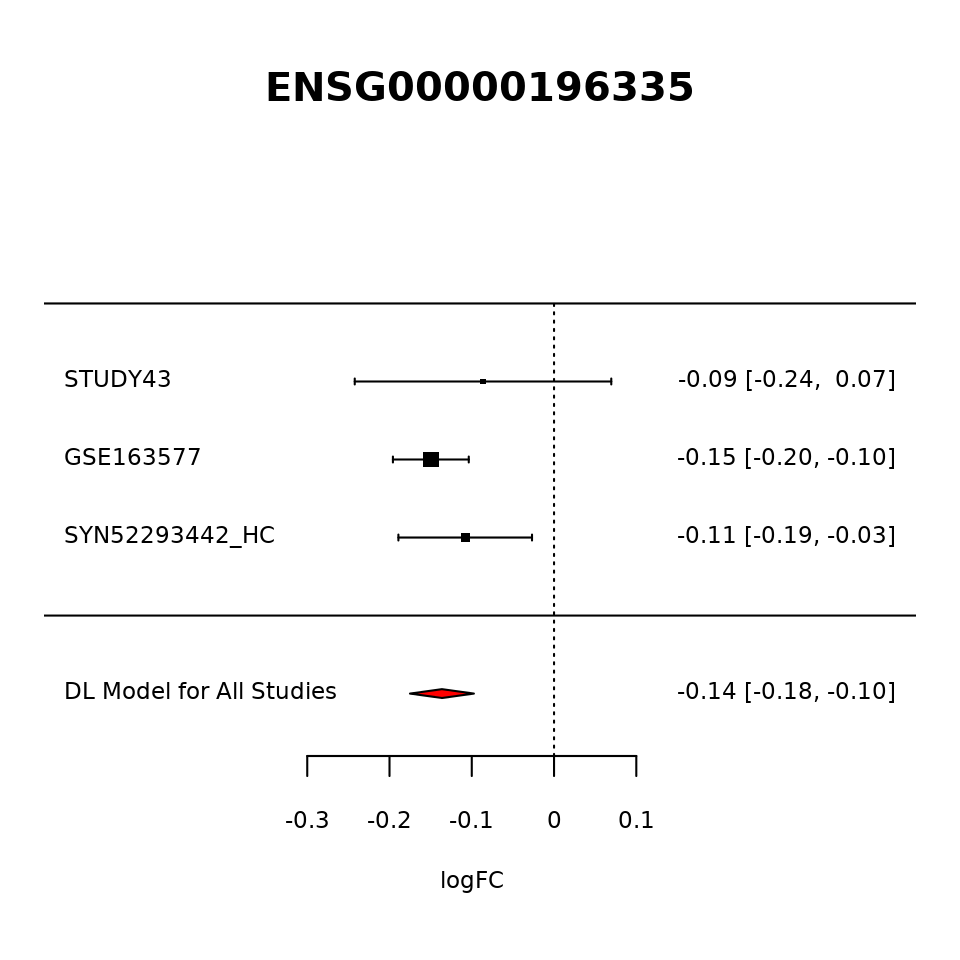 ENSG00000196335
STUDY43 -0.09 [-0.24,  0.07]
GSE163577 -0.15 [-0.20, -0.10]
SYN52293442_HC -0.11 [-0.19, -0.03]
DL Model for All Studies -0.14 [-0.18, -0.10]
-0.3 -0.2 -0.1 0 0.1
logFC